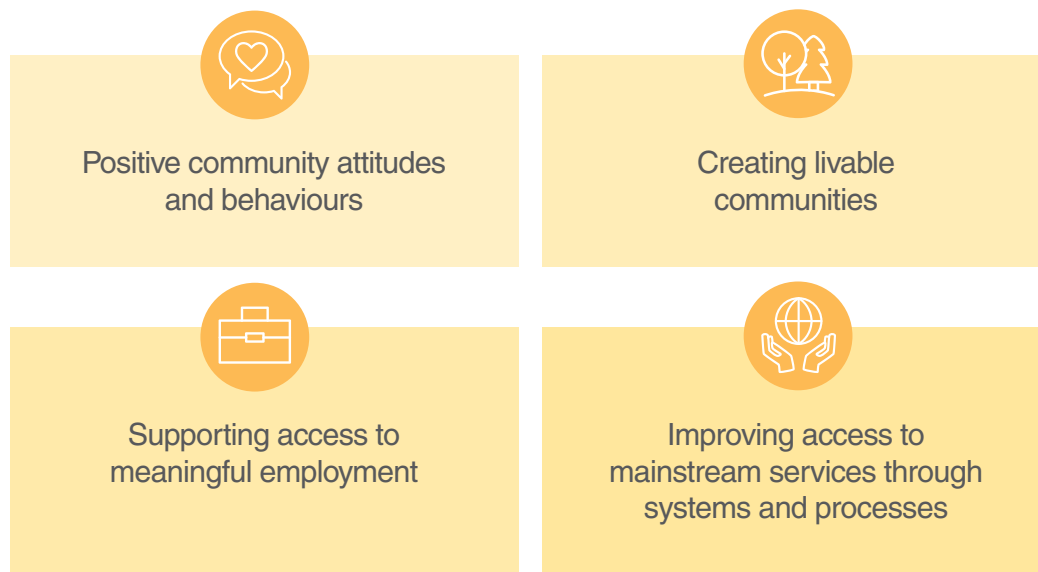 Positive community attitudes
and behaviours
Creating livable
communities
Supporting access to
meaningful employment
Improving access to
mainstream services through
systems and processes